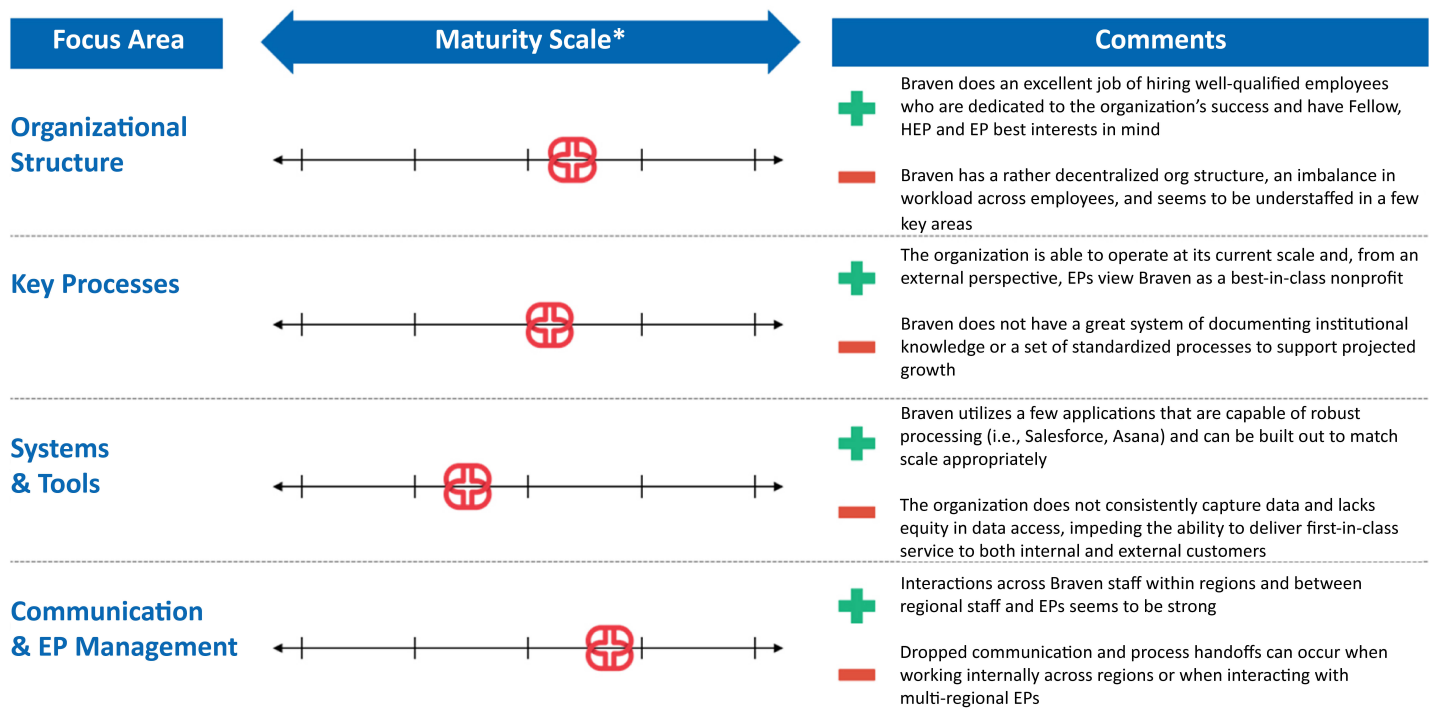 Focus Area
Maturity Scale*
Comments
Organizational
Structure
Braven does an excellent job of hiring well-qualified employees
who are dedicated to the organization’s success and have Fellow,
HEP and EP best interests in mind
Braven has a rather decentralized org structure, an imbalance in
workload across employees, and seems to be understaffed in a few
key areas
Key Processes
The organization is able to operate at its current scale and, from an
external perspective, EPs view Braven as a best-in-class nonprofit
Braven does not have a great system of documenting institutional
knowledge or a set of standardized processes to support projected
growth
Systems
& Tools
Braven utilizes a few applications that are capable of robust
processing (i.e., Salesforce, Asana) and can be built out to match
scale appropriately
The organization does not consistently capture data and lacks
equity in data access, impeding the ability to deliver first-in-class
service to both internal and external customers
Communication
& EP Management
Interactions across Braven staff within regions and between
regional staff and EPs seems to be strong
Dropped communication and process handoffs can occur when
working internally across regions or when interacting with
multi-regional EPs